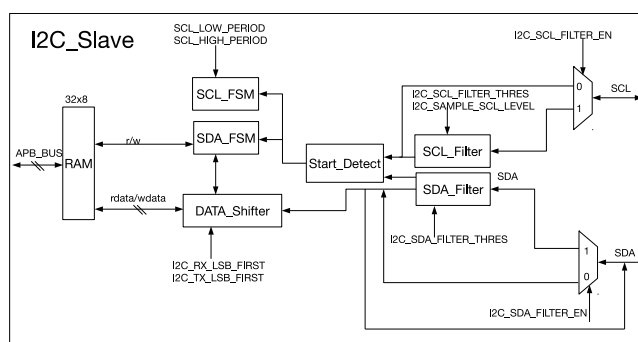 I2C_Slave
SCL_LOW_PERIOD
SCL_HIGH_PERIOD
I2C_SCL_FILTER_EN
SCL_FSM
I2C_SCL_FILTER_THRES
I2C_SAMPLE_SCL_LEVEL
0
1
SCL
32x8
APB_BUS
RAM
r/w
SDA_FSM
Start_Detect
SCL_Filter
SDA
SDA_Filter
rdata/wdata
DATA_Shifter
I2C_SDA_FILTER_THRES
1
0
SDA
I2C_RX_LSB_FIRST
I2C_TX_LSB_FIRST
I2C_SDA_FILTER_EN